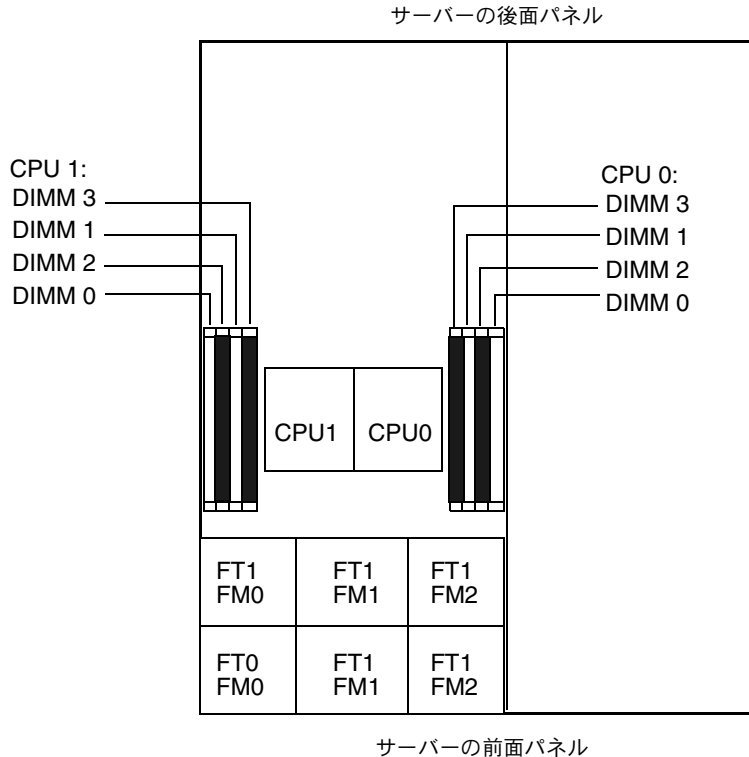 サーバーの後面パネル
CPU 1:
DIMM 3
DIMM 1
DIMM 2
DIMM 0
CPU 0:
DIMM 3
DIMM 1
DIMM 2
DIMM 0
CPU1
CPU0
FT1
FM0
FT1
FM1
FT1
FM2
FT0
FM0
FT1
FM1
FT1
FM2
サーバーの前面パネル